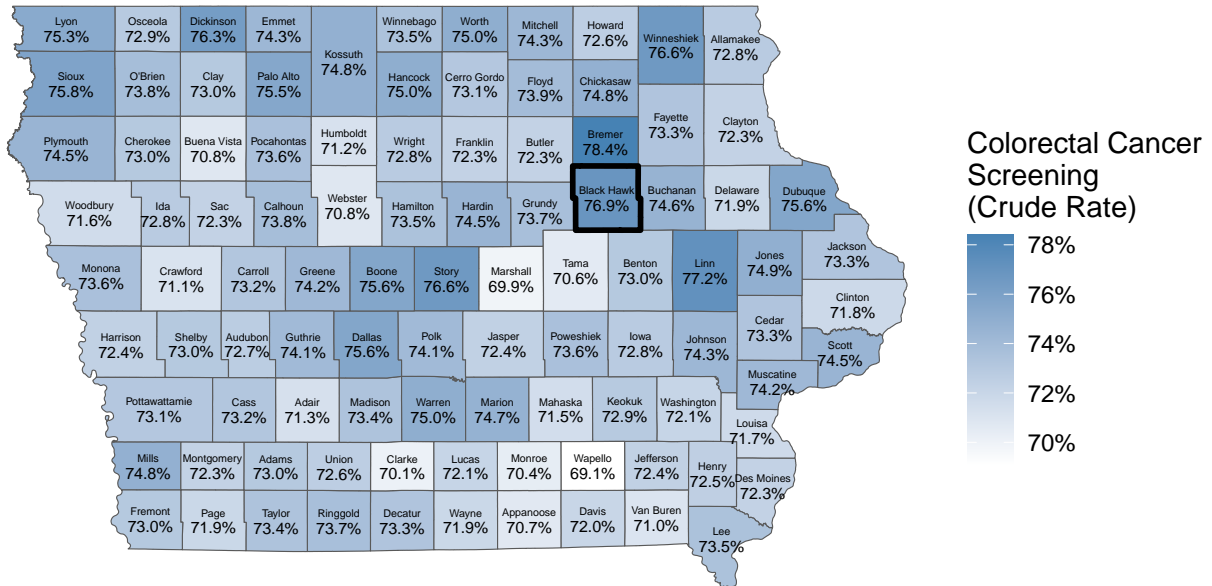 Lyon
75.3%
Osceola
72.9%
Dickinson
76.3%
Emmet
74.3%
Kossuth
74.8%
Winnebago
73.5%
Worth
75.0%
Mitchell
74.3%
Howard
72.6%
Winneshiek
76.6%
Allamakee
72.8%
Sioux
75.8%
O'Brien
73.8%
Clay
73.0%
Palo Alto
75.5%
Hancock
75.0%
Cerro Gordo
73.1%
Floyd
73.9%
Chickasaw
74.8%
Fayette
73.3%
Clayton
72.3%
Plymouth
74.5%
Cherokee
73.0%
Buena Vista
70.8%
Pocahontas
73.6%
Humboldt
71.2%
Wright
72.8%
Franklin
72.3%
Butler
72.3%
Bremer
78.4%
Woodbury
71.6%
Ida
72.8%
Sac
72.3%
Calhoun
73.8%
Webster
70.8%
Hamilton
73.5%
Hardin
74.5%
Grundy
73.7%
Black Hawk
76.9%
Buchanan
74.6%
Delaware
71.9%
Dubuque
75.6%
Monona
73.6%
Crawford
71.1%
Carroll
73.2%
Greene
74.2%
Boone
75.6%
Story
76.6%
Marshall
69.9%
Tama
70.6%
Benton
73.0%
Linn
77.2%
Jones
74.9%
Jackson
73.3%
Clinton
71.8%
Harrison
72.4%
Shelby
73.0%
Audubon
72.7%
Guthrie
74.1%
Dallas
75.6%
Polk
74.1%
Jasper
72.4%
Poweshiek
73.6%
Iowa
72.8%
Johnson
74.3%
Cedar
73.3%
Scott
74.5%
Muscatine
74.2%
Pottawattamie
73.1%
Cass
73.2%
Adair
71.3%
Madison
73.4%
Warren
75.0%
Marion
74.7%
Mahaska
71.5%
Keokuk
72.9%
Washington
72.1%
Louisa
71.7%
Mills
74.8%
Montgomery
72.3%
Adams
73.0%
Union
72.6%
Clarke
70.1%
Lucas
72.1%
Monroe
70.4%
Wapello
69.1%
Jefferson
72.4%
Henry
72.5%
Des Moines
72.3%
Fremont
73.0%
Page
71.9%
Taylor
73.4%
Ringgold
73.7%
Decatur
73.3%
Wayne
71.9%
Appanoose
70.7%
Davis
72.0%
Van Buren
71.0%
Lee
73.5%
Colorectal Cancer
Screening
(Crude Rate)
78%
76%
74%
72%
70%